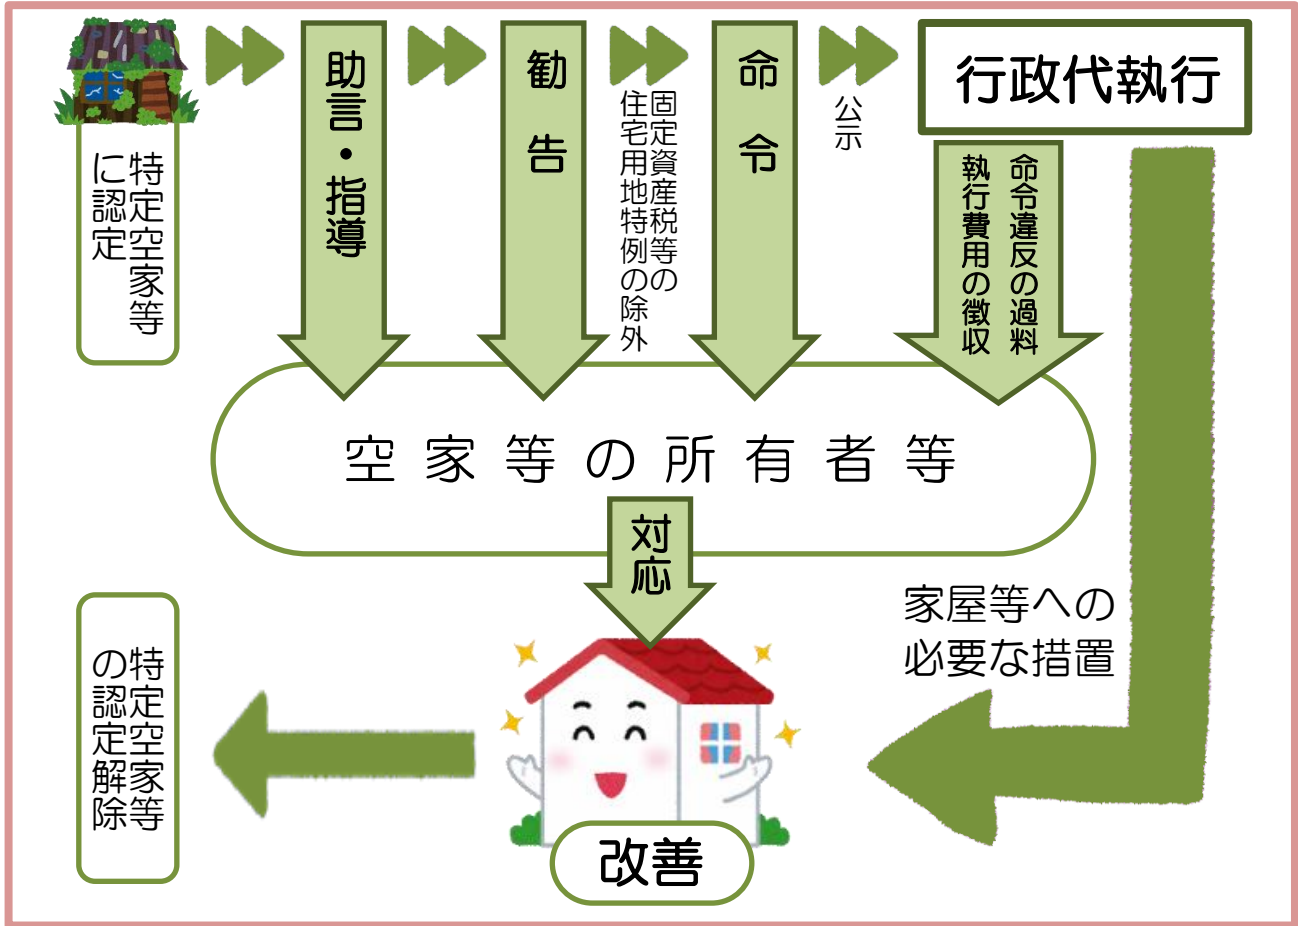 特定空家等
に認定
助言・指導
勧告
固定資産税等の
住宅用地特例の除外
命令
公示
行政代執行
命令違反の過料
執行費用の徴収
空家等の所有者等
対応
家屋等への
必要な措置
改善
特定空家等
の認定解除